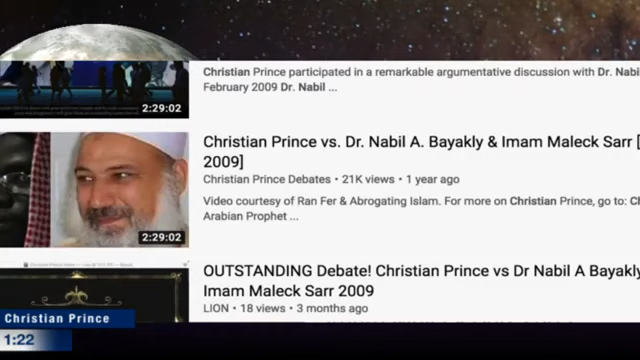 Christian Prince participated in a remarkable argumentative discussion with Dr. Nabi
February 2009 Dr. Nabil ...
2:29:02
Christian Prince vs. Dr. Nabil A. Bayakly & Imam Maleck Sarr [
2009]
Christian Prince Debates • 21K views • 1 year ago
Video courtesy of Ran Fer & Abrogating Islam. For more on Christian Prince, go to: C
Arabian Prophet ...
2:29:02
OUTSTANDING Debate! Christian Prince vs Dr Nabil A Bayakly
Imam Maleck Sarr 2009
LION • 18 views • 3 months ago
Christian Prince
1:22